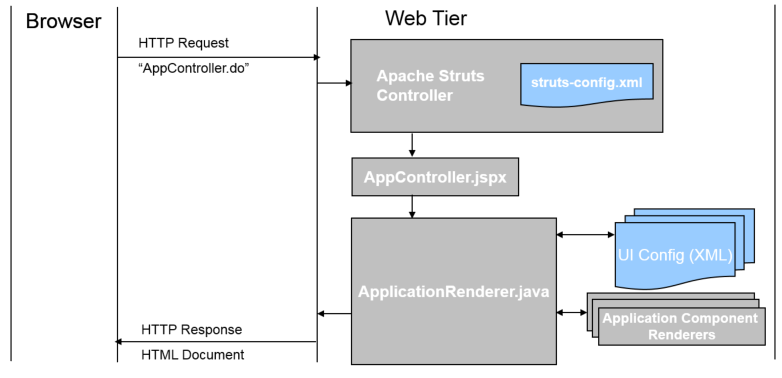 Browser
Web Tier
HTTP Request
“AppController.do”
Apache Struts
Controller
struts-config.xml
AppController.jspx
ApplicationRenderer.java
UI Config (XML)
Application Component
Renderers
HTTP Response
HTML Document